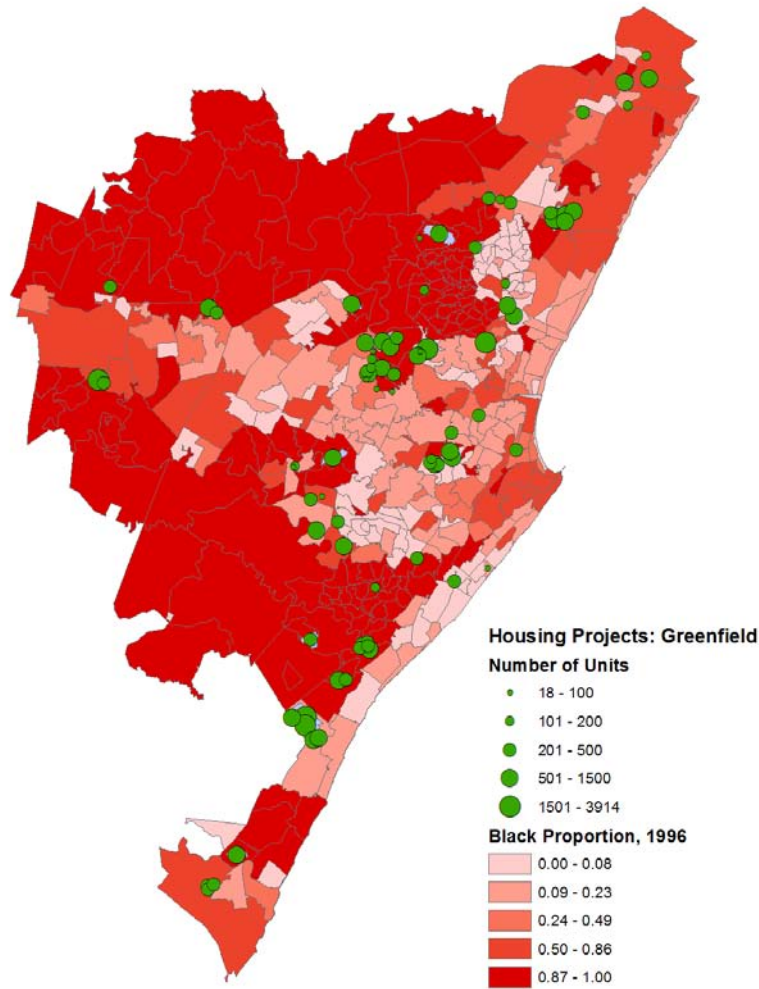 Housing Projects: Greenfield
Number of Units
18 - 100
101 - 200
201 - 500
501 - 1500
1501 - 3914
Black Proportion, 1996
0.00 - 0.08
0.09 - 0.23
0.24 - 0.49
0.50 - 0.86
0.87 - 1.00